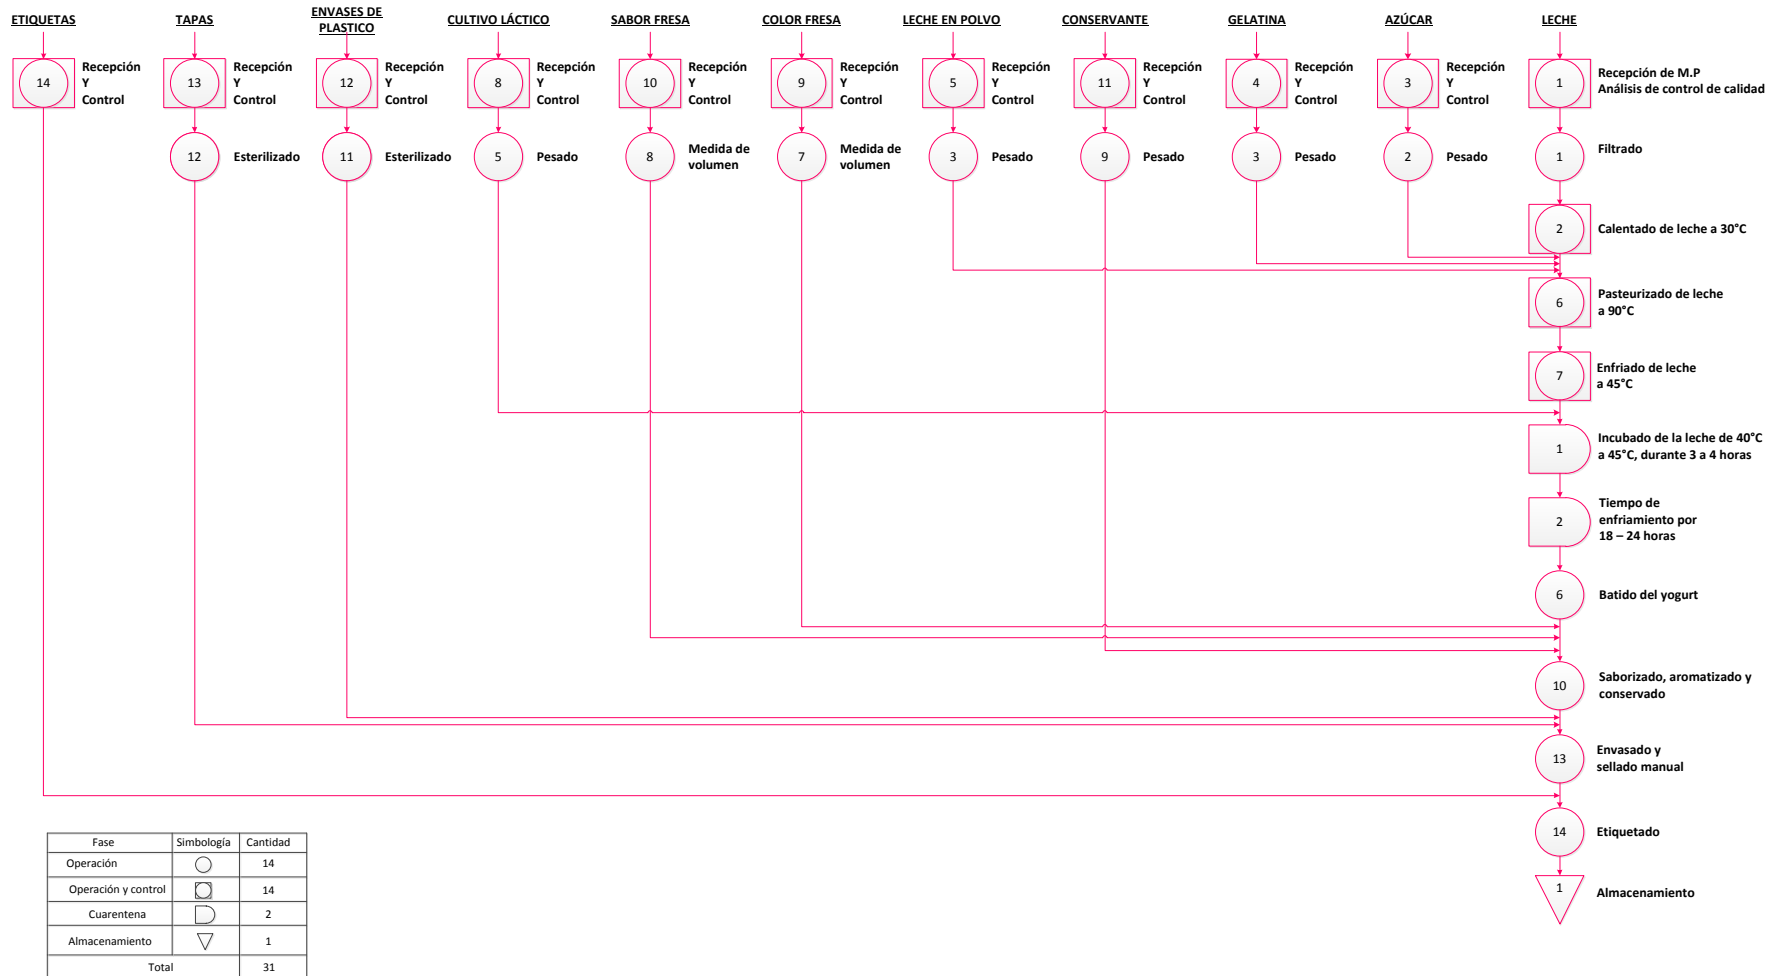 ETIQUETAS
TAPAS
ENVASES DE
PLASTICO
CULTIVO LÁCTICO
SABOR FRESA
COLOR FRESA
LECHE EN POLVO
CONSERVANTE
GELATINA
AZÚCAR
LECHE
14
Recepción
Y
Control
13
Recepción
Y
Control
12
Recepción
Y
Control
8
Recepción
Y
Control
10
Recepción
Y
Control
9
Recepción
Y
Control
5
Recepción
Y
Control
11
Recepción
Y
Control
4
Recepción
Y
Control
3
Recepción
Y
Control
1
Recepción de M.P
Análisis de control de calidad
12
Esterilizado
11
Esterilizado
5
Pesado
8
Medida de
volumen
7
Medida de
volumen
3
Pesado
9
Pesado
3
Pesado
2
Pesado
1
Filtrado
2
Calentado de leche a 30°C
6
Pasteurizado de leche
a 90°C
7
Enfriado de leche
a 45°C
1
Incubado de la leche de 40°C
a 45°C, durante 3 a 4 horas
2
Tiempo de
enfriamiento por
18 – 24 horas
6
Batido del yogurt
10
Saborizado, aromatizado y
conservado
13
Envasado y
sellado manual
14
Etiquetado
1
Almacenamiento
Fase Simbología Cantidad
Operación 14
Operación y control 14
Cuarentena 2
Almacenamiento 1
Total 31